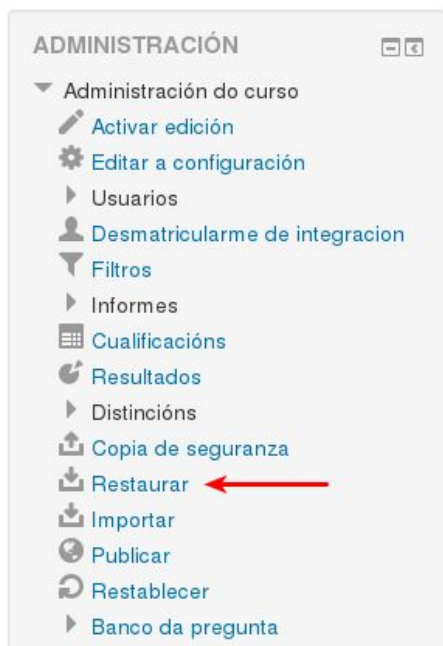 ADMINISTRACIÓN
Administración do curso
Activar edición
Editar a configuración
Usuarios
Desmatricularme de integracion
Filtros
Informes
Cualificacións
Resultados
Distincións
Copia de seguranza
Restaurar
Importar
Publicar
Restablecer
Banco da pregunta